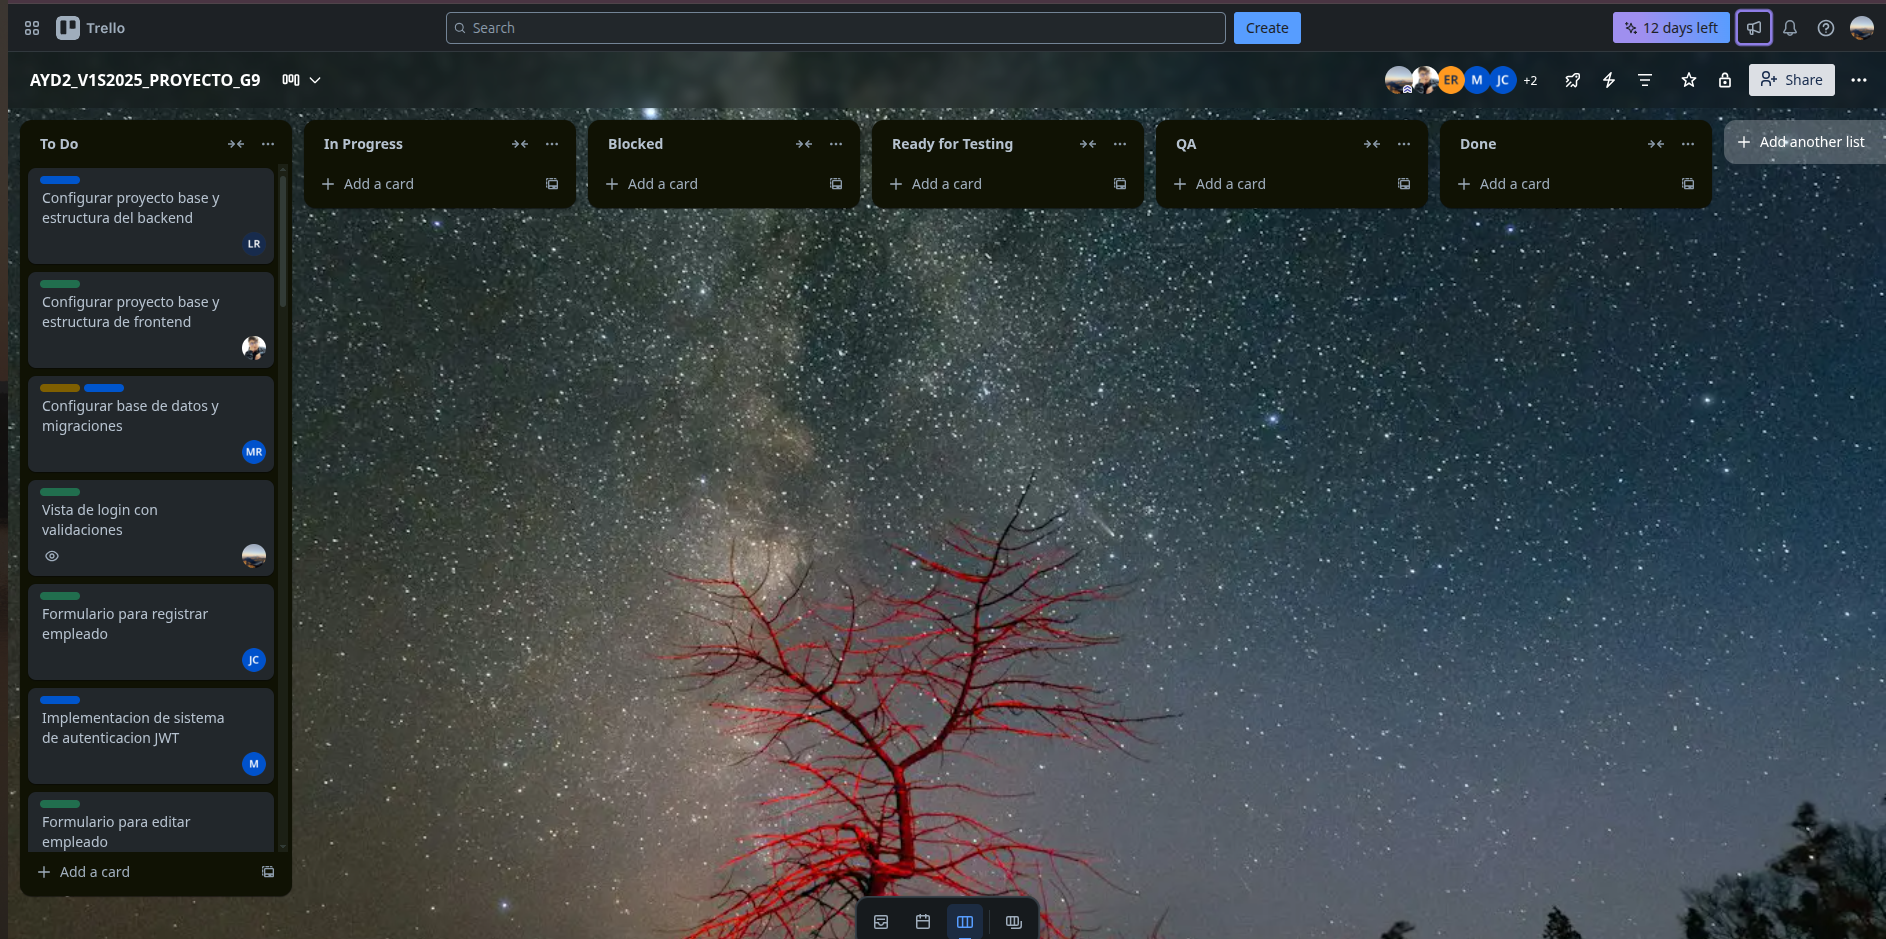 Trello
Search
Create
12 days left
AYD2_V1S2025_PROYECTO_G9
ER
M
JC
+2
Share
To Do
Configurar proyecto base y
estructura del backend
LR
Configurar proyecto base y
estructura de frontend
Configurar base de datos y
migraciones
MR
Vista de login con
validaciones
Formulario para registrar
empleado
JC
Implementacion de sistema
de autenticacion JWT
M
Formulario para editar
empleado
Add a card
In Progress
Add a card
Blocked
Add a card
Ready for Testing
Add a card
QA
Add a card
Done
Add a card
Add another list